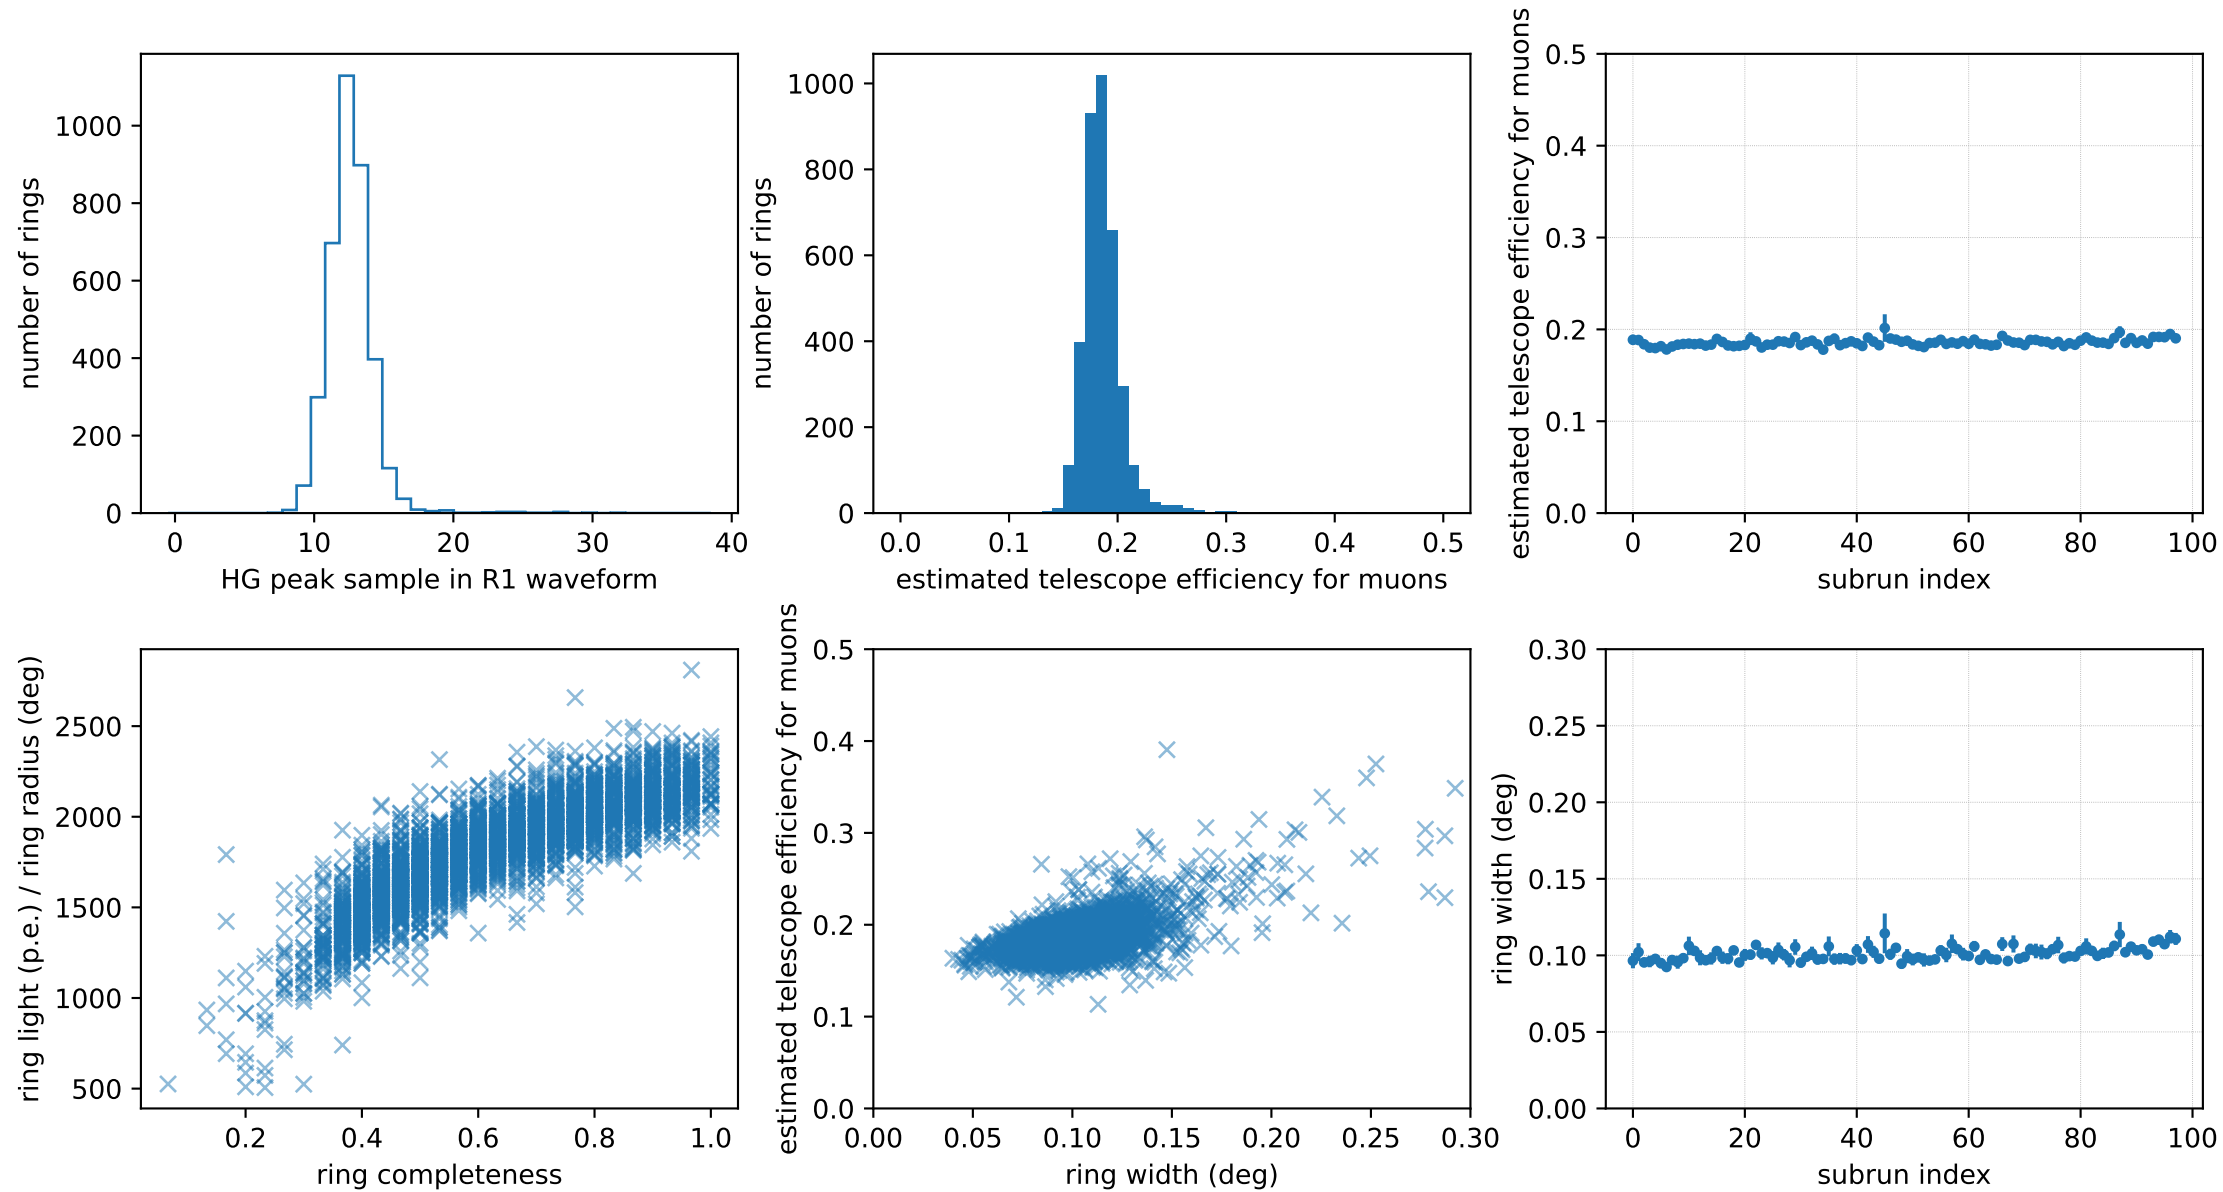 number of rings
1000
800
600
400
200
0
0 10 20 30 40
HG peak sample in R1 waveform
number of rings
1000
800
600
400
200
0
0.0 0.1 0.2 0.3 0.4 0.5
estimated telescope efficiency for muons
estimated telescope efficiency for muons
0.5
0.4
0.3
0.2
0.1
0.0
0 20 40 60 80 100
subrun index
ring light (p.e.) / ring radius (deg)
2500
2000
1500
1000
500
0.2 0.4 0.6 0.8 1.0
ring completeness
estimated telescope efficiency for muons
0.5
0.4
0.3
0.2
0.1
0.0
0.00 0.05 0.10 0.15 0.20 0.25 0.30
ring width (deg)
ring width (deg)
0.30
0.25
0.20
0.15
0.10
0.05
0.00
0 20 40 60 80 100
subrun index